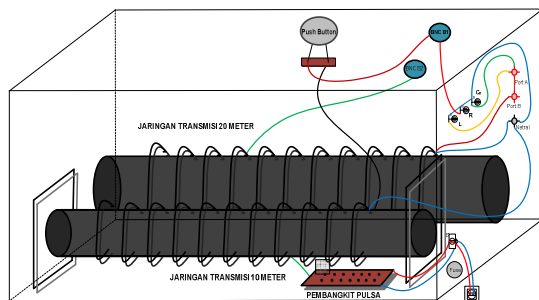 Push Button
BNC B1
BNC B2
C
R
L
Port A
Port B
Netral
JARINGAN TRANSMISI 20 METER
JARINGAN TRANSMISI 10 METER
PEMBANGKIT PULSA
Fuse